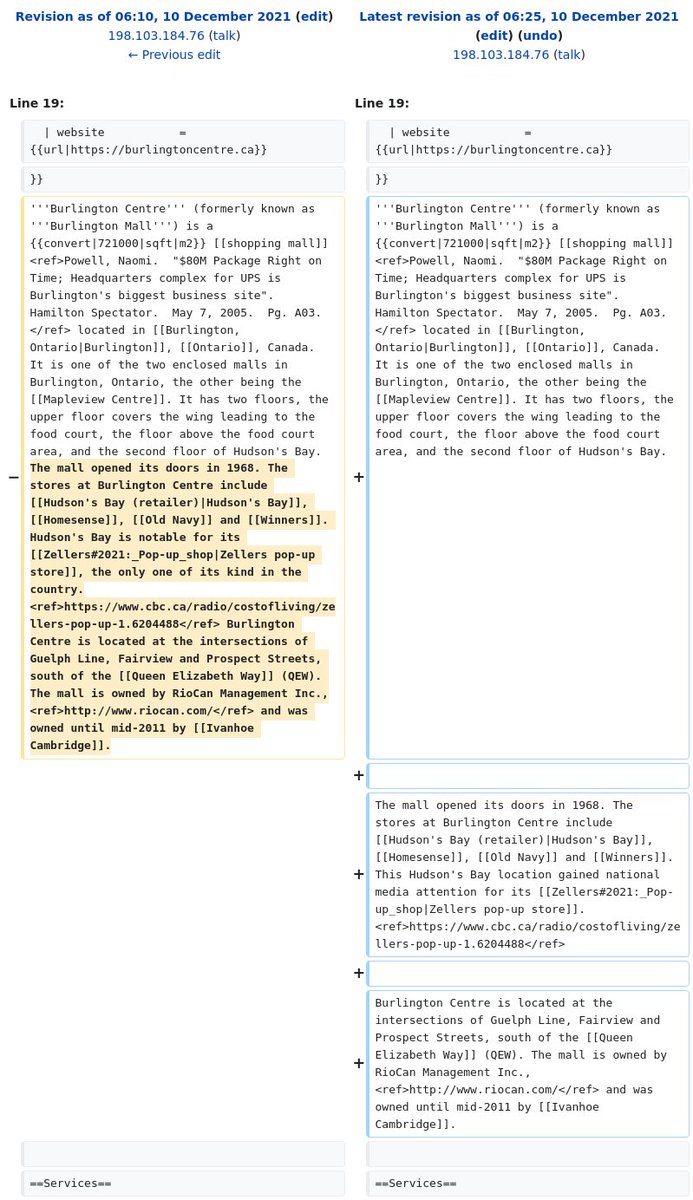 Revision as of 06:10, 10 December 2021 (edit)
198.103.184.76 (talk)
← Previous edit
Latest revision as of 06:25, 10 December 2021
(edit) (undo)
198.103.184.76 (talk)
Line 19:
Line 19:
| website           =
{{url|https://burlingtoncentre.ca}}
| website           =
{{url|https://burlingtoncentre.ca}}
}}
}}
−
'''Burlington Centre''' (formerly known as
'''Burlington Mall''') is a
{{convert|721000|sqft|m2}} [[shopping mall]]
<ref>Powell, Naomi.  "$80M Package Right on
Time; Headquarters complex for UPS is
Burlington's biggest business site".
Hamilton Spectator.  May 7, 2005.  Pg. A03.
</ref> located in [[Burlington,
Ontario|Burlington]], [[Ontario]], Canada.
It is one of the two enclosed malls in
Burlington, Ontario, the other being the
[[Mapleview Centre]]. It has two floors, the
upper floor covers the wing leading to the
food court, the floor above the food court
area, and the second floor of Hudson's Bay.
The mall opened its doors in 1968. The
stores at Burlington Centre include
[[Hudson's Bay (retailer)|Hudson's Bay]],
[[Homesense]], [[Old Navy]] and [[Winners]].
Hudson's Bay is notable for its
[[Zellers#2021:_Pop-up_shop|Zellers pop-up
store]], the only one of its kind in the
country.
<ref>https://www.cbc.ca/radio/costofliving/ze
llers-pop-up-1.6204488</ref> Burlington
Centre is located at the intersections of
Guelph Line, Fairview and Prospect Streets,
south of the [[Queen Elizabeth Way]] (QEW).
The mall is owned by RioCan Management Inc.,
<ref>http://www.riocan.com/</ref> and was
owned until mid-2011 by [[Ivanhoe
Cambridge]].
+
'''Burlington Centre''' (formerly known as
'''Burlington Mall''') is a
{{convert|721000|sqft|m2}} [[shopping mall]]
<ref>Powell, Naomi.  "$80M Package Right on
Time; Headquarters complex for UPS is
Burlington's biggest business site".
Hamilton Spectator.  May 7, 2005.  Pg. A03.
</ref> located in [[Burlington,
Ontario|Burlington]], [[Ontario]], Canada.
It is one of the two enclosed malls in
Burlington, Ontario, the other being the
[[Mapleview Centre]]. It has two floors, the
upper floor covers the wing leading to the
food court, the floor above the food court
area, and the second floor of Hudson's Bay.
+
+
The mall opened its doors in 1968. The
stores at Burlington Centre include
[[Hudson's Bay (retailer)|Hudson's Bay]],
[[Homesense]], [[Old Navy]] and [[Winners]].
This Hudson's Bay location gained national
media attention for its [[Zellers#2021:_Pop-
up_shop|Zellers pop-up store]].
<ref>https://www.cbc.ca/radio/costofliving/ze
llers-pop-up-1.6204488</ref>
+
+
Burlington Centre is located at the
intersections of Guelph Line, Fairview and
Prospect Streets, south of the [[Queen
Elizabeth Way]] (QEW). The mall is owned by
RioCan Management Inc.,
<ref>http://www.riocan.com/</ref> and was
owned until mid-2011 by [[Ivanhoe
Cambridge]].
==Services==
==Services==